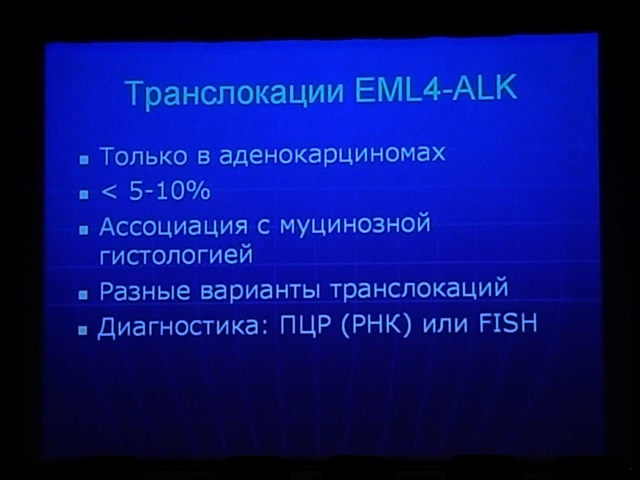 Транслокации EML4-ALK
Только в аденокарциномах
< 5-10%
Ассоциация с муцинозной
гистологией
Разные варианты транслокаций
Диагностика: ПЦР (РНК) или FISH